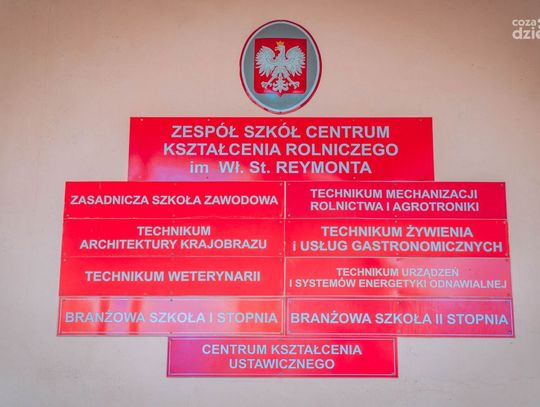 coza
dzień
ZESPÓŁ SZKÓŁ CENTRUM
KSZTAŁCENIA ROLNICZEGO
im Wł. St. REYMONTA
ZASADNICZA SZKOŁA ZAWODOWA
TECHNIKUM MECHANIZACJI
ROLNICTWA I AGROTRONIKI
TECHNIKUM
ARCHITEKTURY KRAJOBRAZU
TECHNIKUM ŻYWIENIA
I USŁUG GASTRONOMICZNYCH
TECHNIKUM WETERYNARII
TECHNIKUM URZĄDZEŃ
I SYSTEMÓW ENERGETYKI ODNAWIALNEJ
BRANŻOWA SZKOŁA I STOPNIA
BRANŻOWA SZKOŁA II STOPNIA
CENTRUM KSZTAŁCENIA
USTAWICZNEGO